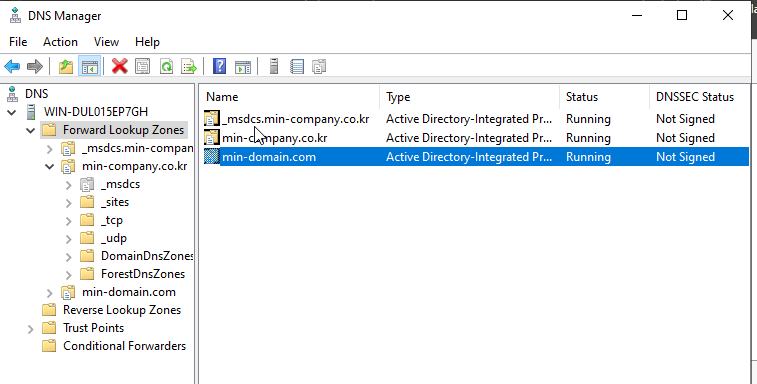 DNS Manager
File Action View Help
DNS
WIN-DUL015EP7GH
Forward Lookup Zones
_msdcs.min-compan
min-company.co.kr
_msdcs
_sites
_tcp
_udp
DomainDnsZones
ForestDnsZones
min-domain.com
Reverse Lookup Zones
Trust Points
Conditional Forwarders
Name Type Status DNSSEC Status
_msdcs.min-company.co.kr Active Directory-Integrated Pr... Running Not Signed
min-company.co.kr Active Directory-Integrated Pr... Running Not Signed
min-domain.com Active Directory-Integrated Pr... Running Not Signed